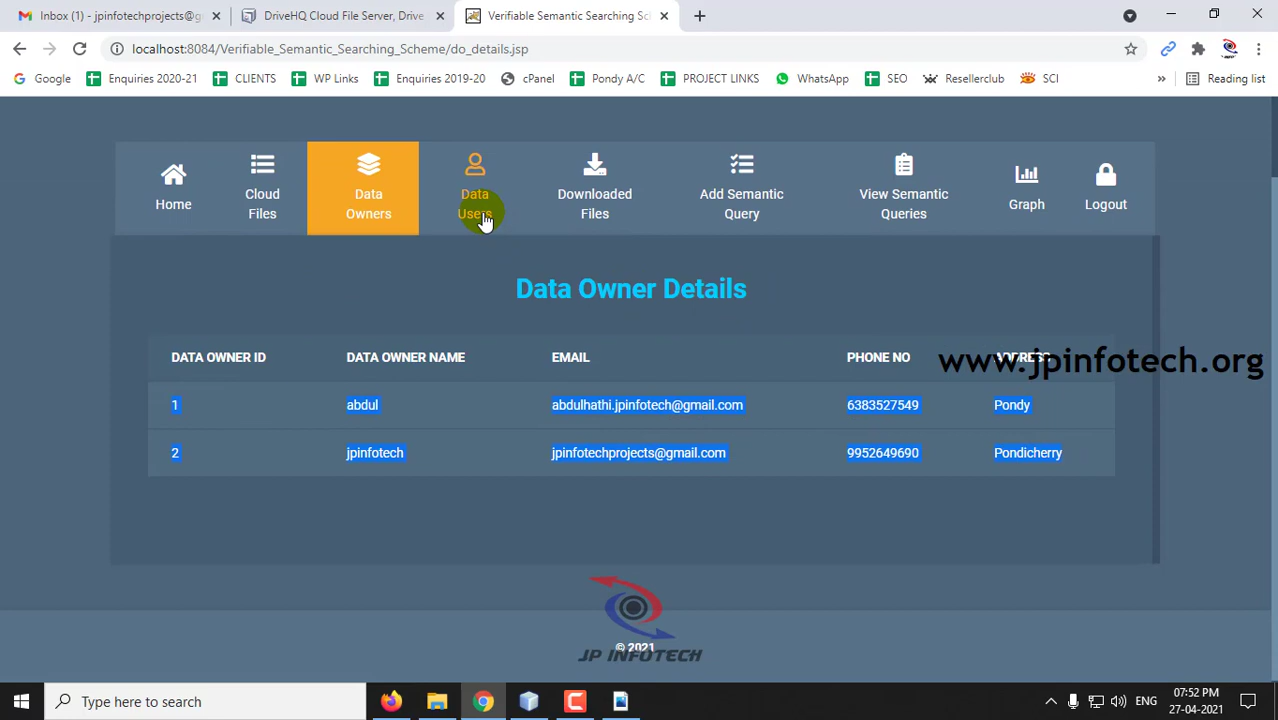 Inbox (1) - jpinfotechprojects@g
DriveHQ Cloud File Server, Drive
Verifiable Semantic Searching Sc
localhost:8084/Verifiable_Semantic_Searching_Scheme/do_details.jsp
Google
Enquiries 2020-21
CLIENTS
WP Links
Enquiries 2019-20
cPanel
Pondy A/C
PROJECT LINKS
WhatsApp
SEO
Resellerclub
SCI
»
Reading list
Home
Cloud
Files
Data
Owners
Data
Users
Downloaded
Files
Add Semantic
Query
View Semantic
Queries
Graph
Logout
Data Owner Details
DATA OWNER ID DATA OWNER NAME EMAIL PHONE NO ADDRESS
www.jpinfotech.org
1 abdul abdulhathi.jpinfotech@gmail.com 6383527549 Pondy
2 jpinfotech jpinfotechprojects@gmail.com 9952649690 Pondicherry
© 2021
JP INFOTECH
Type here to search
ENG
07:52 PM
27-04-2021